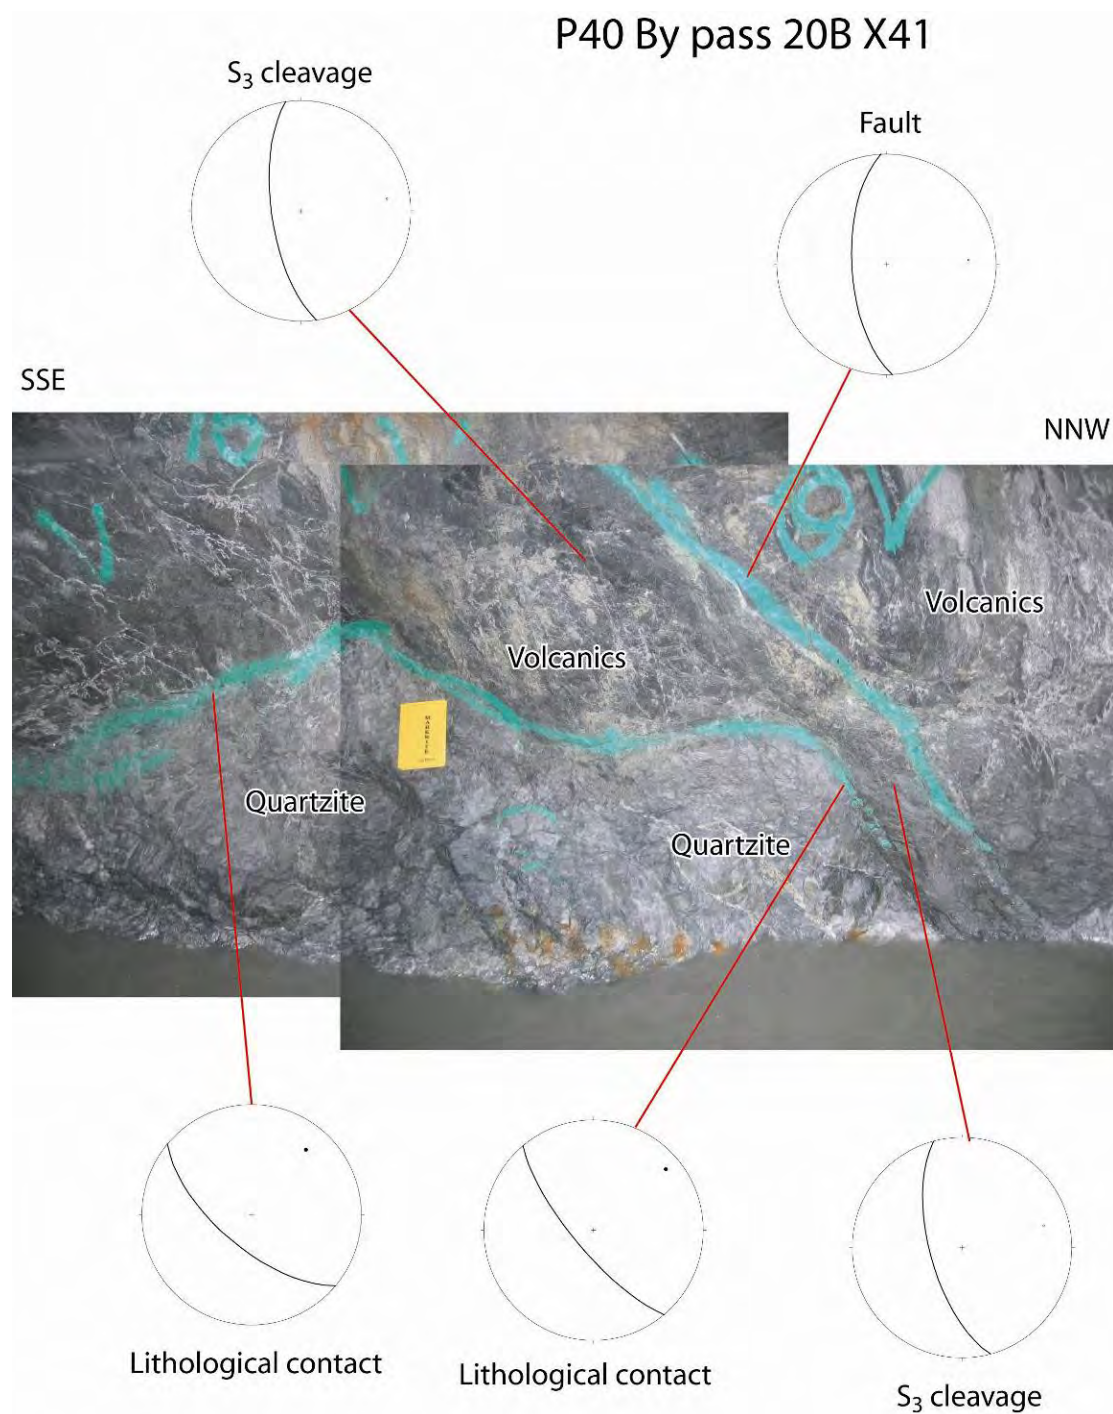 P40 By pass 20B X41
S₃ cleavage
Fault
SSE
NNW
Volcanics
Volcanics
Quartzite
Quartzite
Lithological contact
Lithological contact
S₃ cleavage